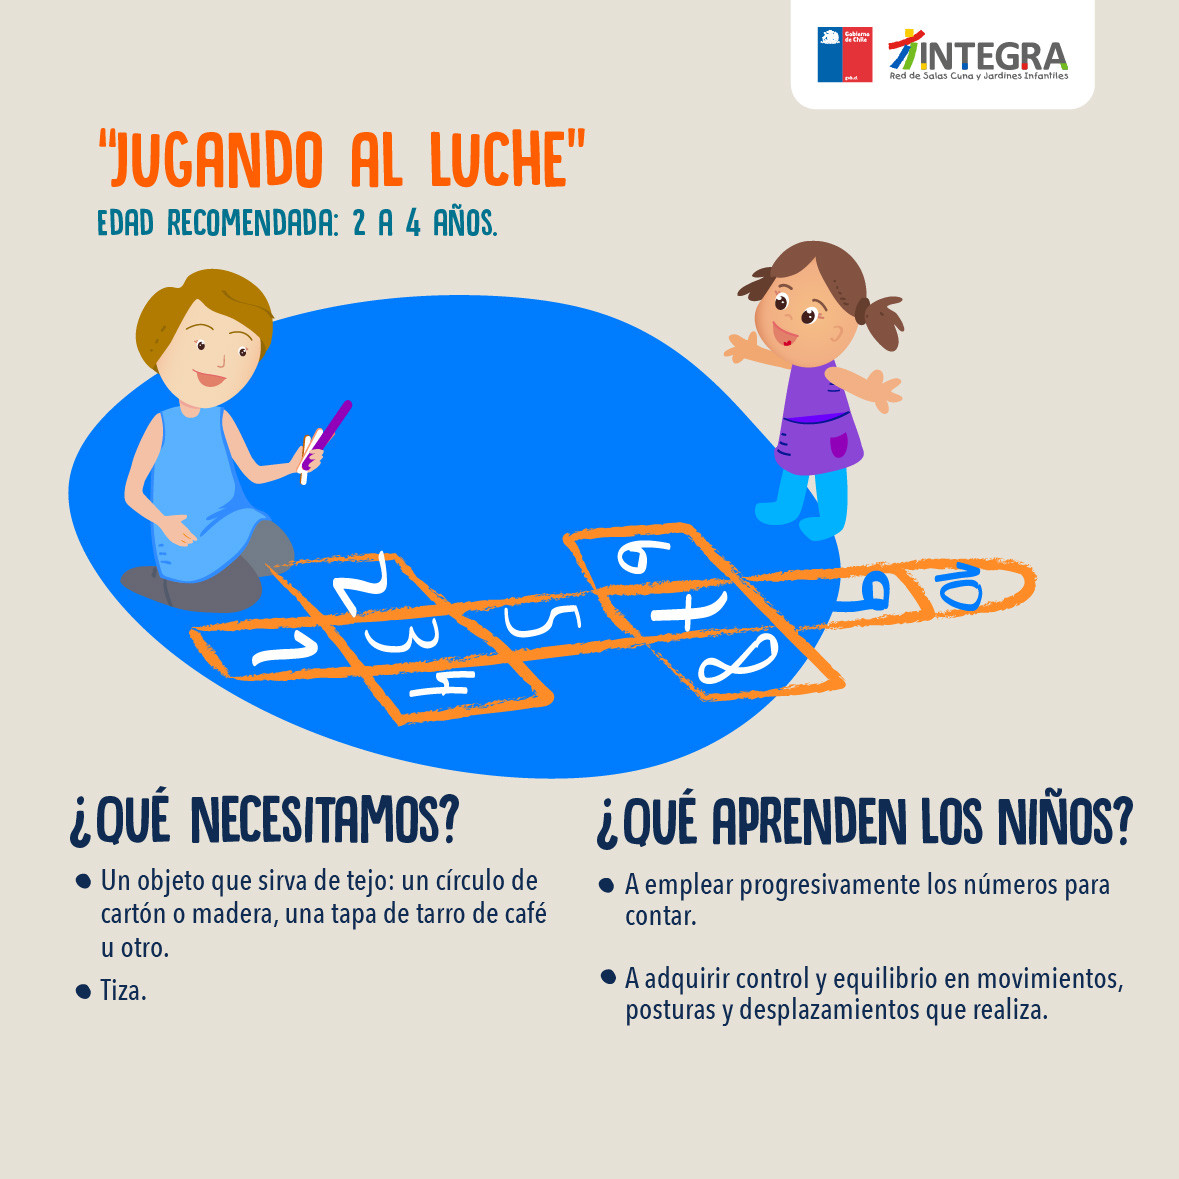 Gobierno
de Chile
gob.cl
INTEGRA
Red de Salas Cuna y Jardines Infantiles
"JUGANDO AL LUCHE"
EDAD RECOMENDADA: 2 A 4 AÑOS.
1
2
3
4
5
6
7
8
9
10
¿QUÉ NECESITAMOS?
Un objeto que sirva de tejo: un círculo de
cartón o madera, una tapa de tarro de café
u otro.
Tiza.
¿QUÉ APRENDEN LOS NIÑOS?
A emplear progresivamente los números para
contar.
A adquirir control y equilibrio en movimientos,
posturas y desplazamientos que realiza.